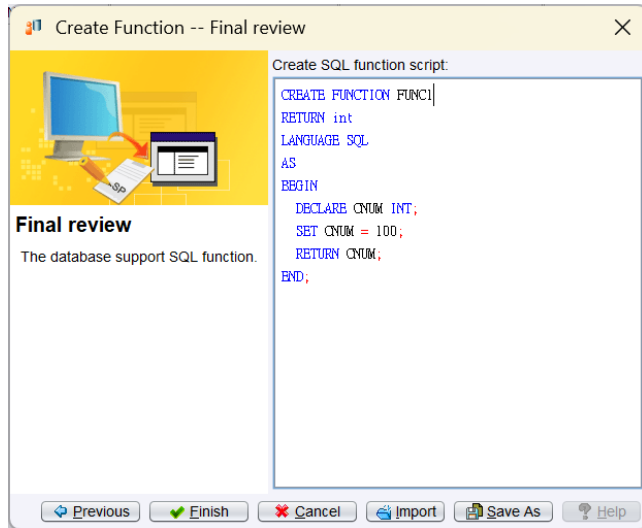 Create Function -- Final review
Create SQL function script:
CREATE FUNCTION FUNC1
RETURN int
LANGUAGE SQL
AS
BEGIN
DECLARE CNUM INT;
SET CNUM = 100;
RETURN CNUM;
END;
SP
Final review
The database support SQL function.
Previous
Finish
Cancel
Import
Save As
Help